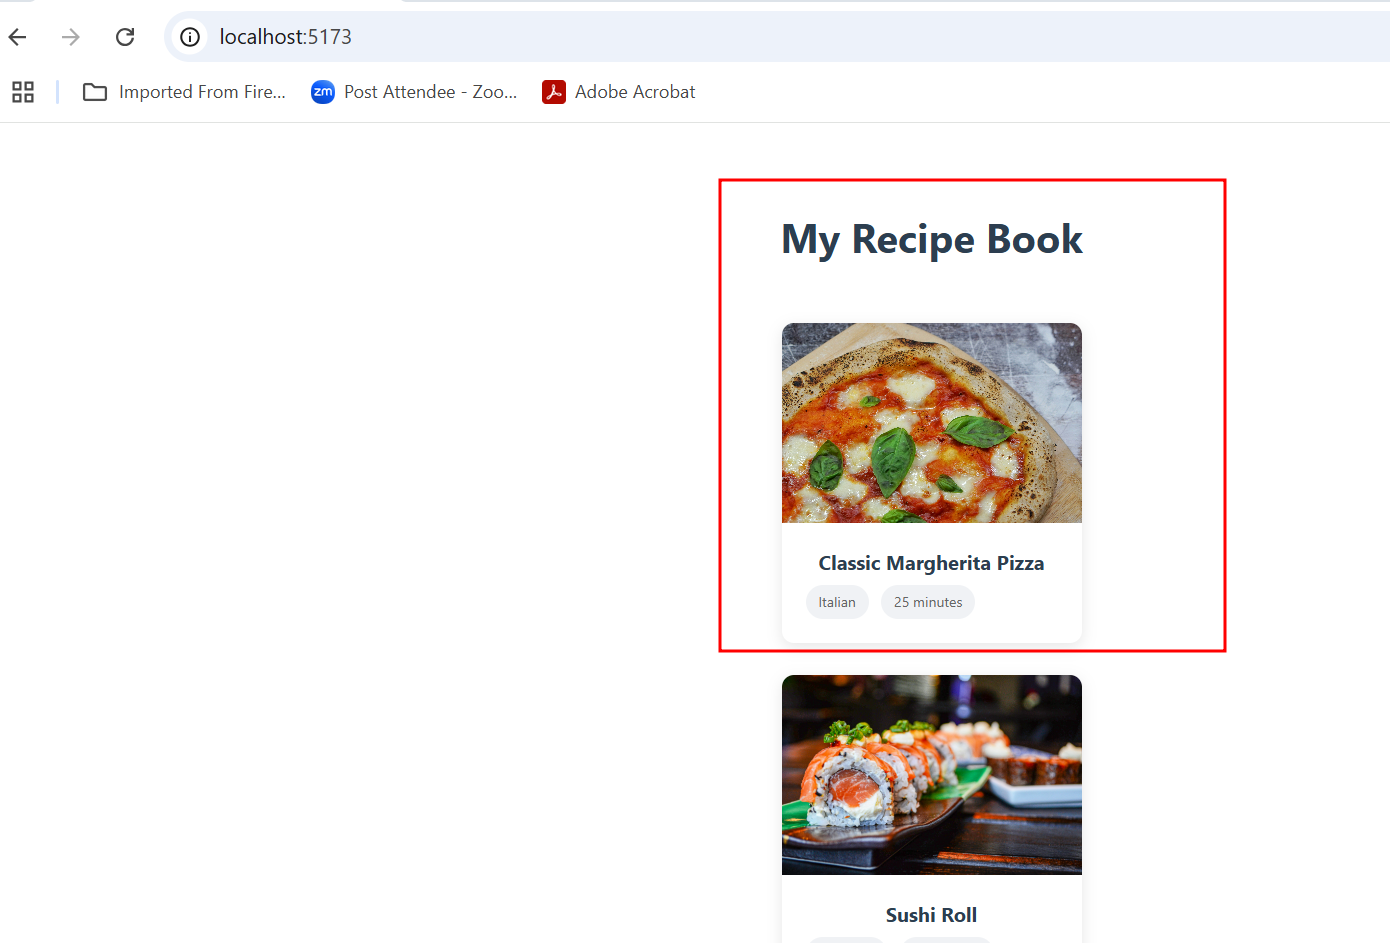 localhost:5173
Imported From Fire...
zm Post Attendee - Zoo...
Adobe Acrobat
My Recipe Book
Classic Margherita Pizza
Italian 25 minutes
Sushi Roll